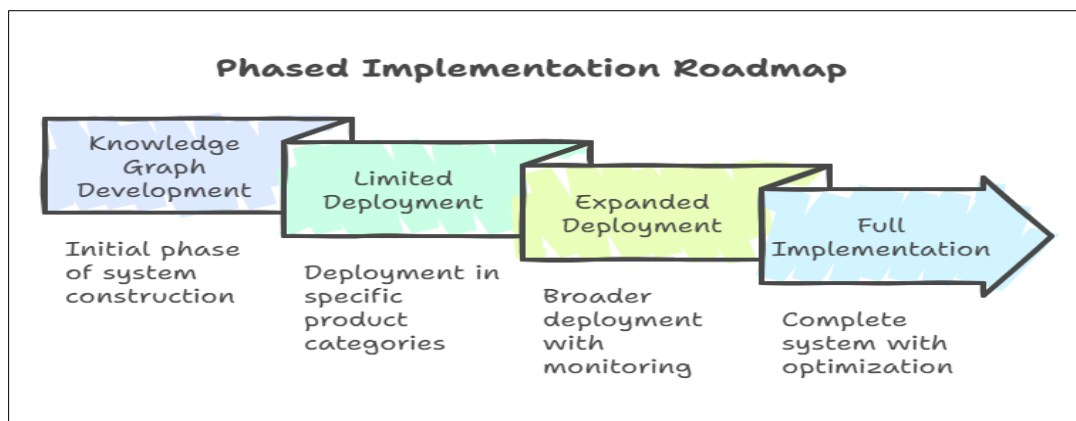 Phased Implementation Roadmap
Knowledge
Graph
Development
Initial phase
of system
construction
Limited
Deployment
Deployment in
specific
product
categories
Expanded
Deployment
Broader
deployment
with
monitoring
Full
Implementation
Complete
system with
optimization